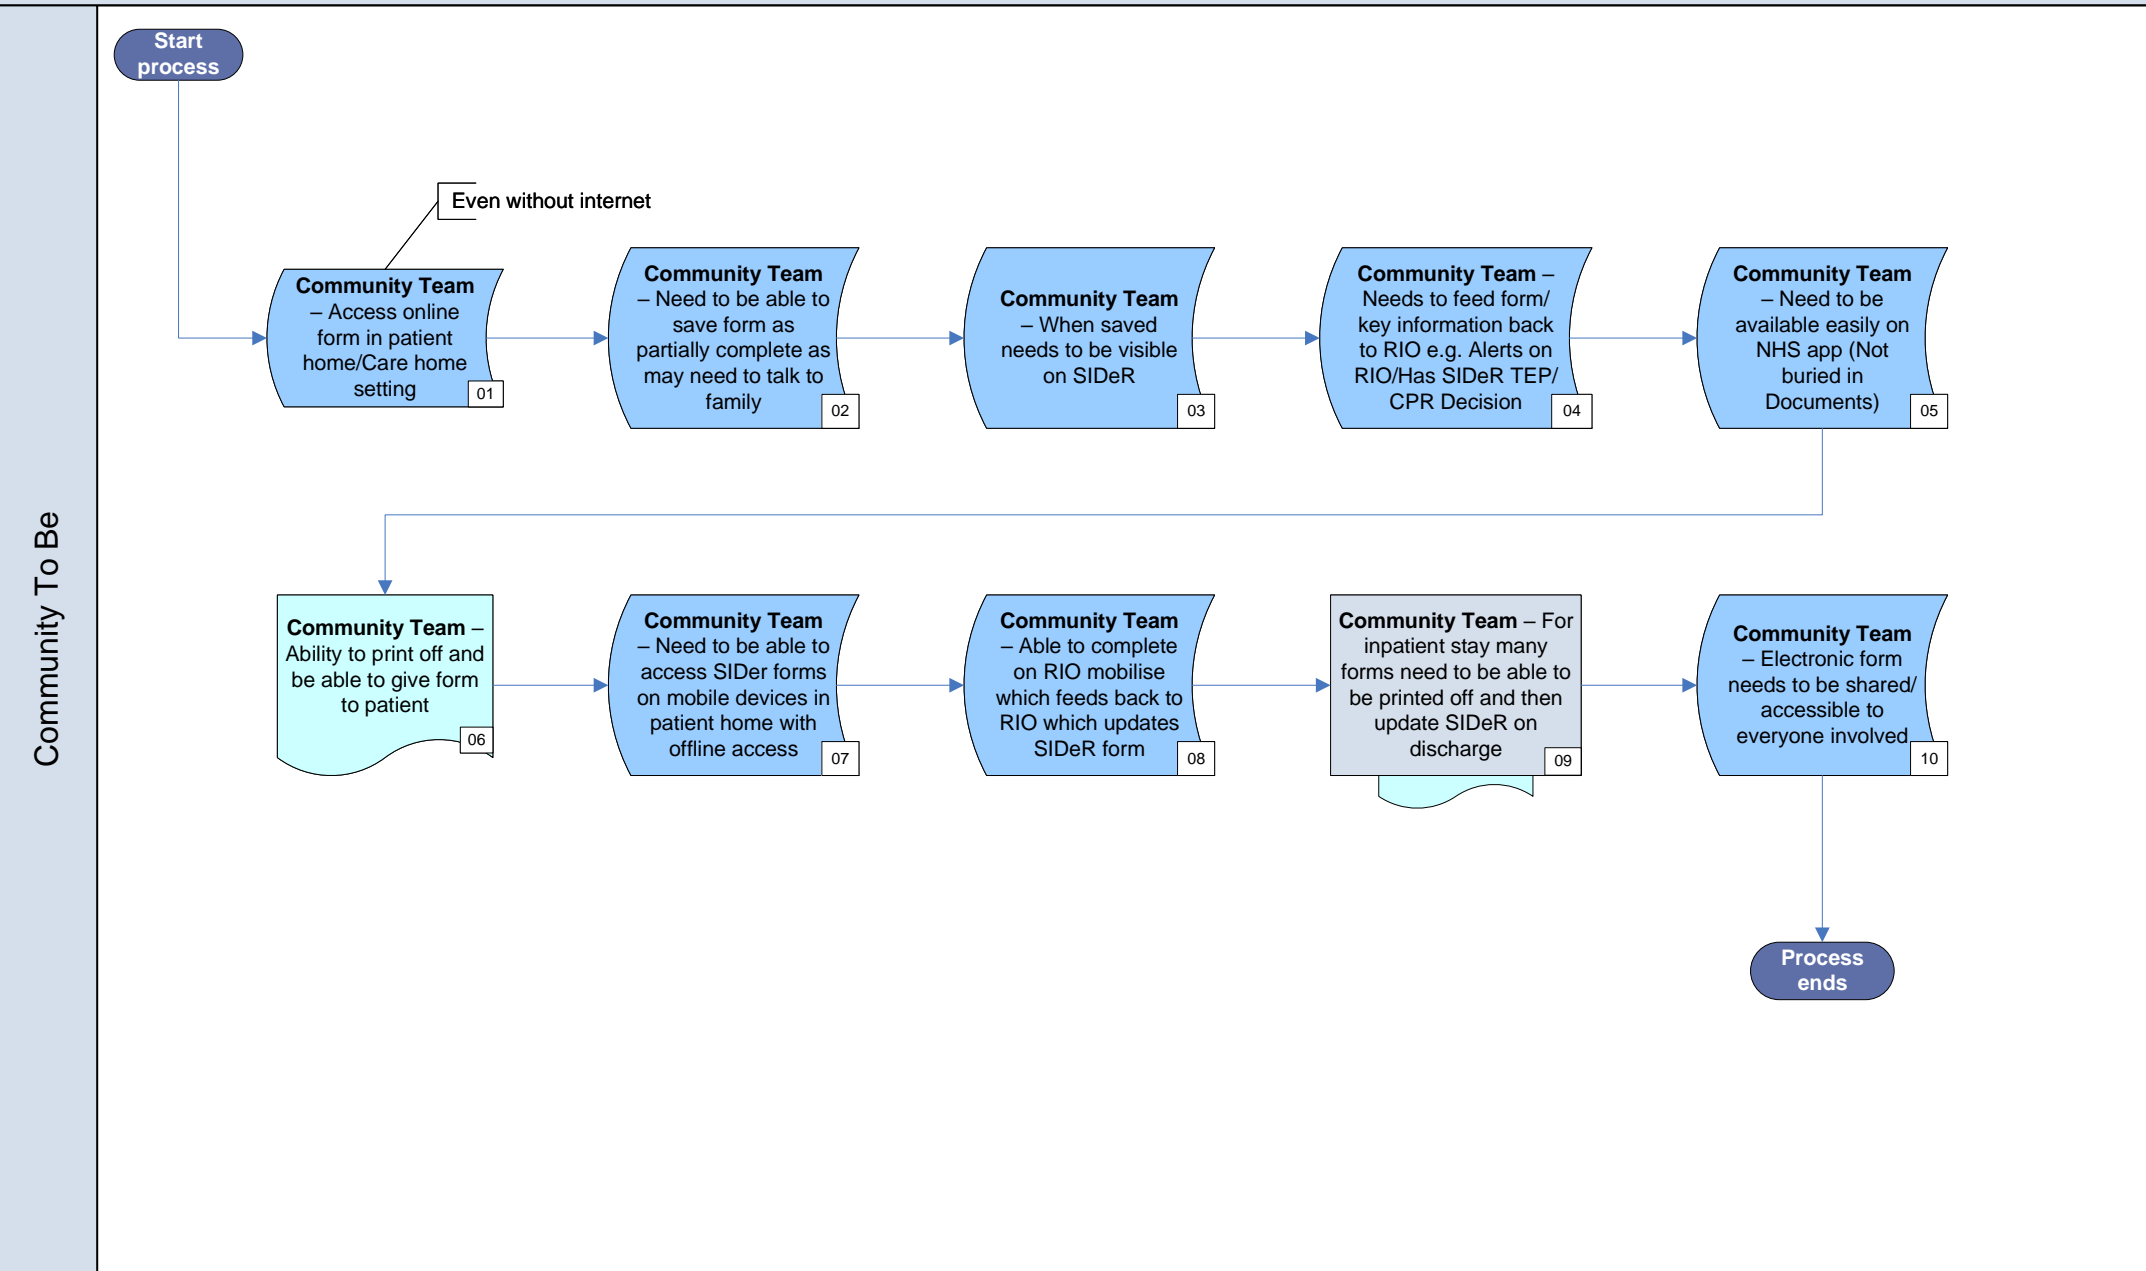 Start
process
Even without internet
Community Team
– Access online
form in patient
home/Care home
setting
01
Community Team
– Need to be able to
save form as
partially complete as
may need to talk to
family
02
Community Team
– When saved
needs to be visible
on SIDeR
03
Community Team –
Needs to feed form/
key information back
to RIO e.g. Alerts on
RIO/Has SIDeR TEP/
CPR Decision
04
Community Team
– Need to be
available easily on
NHS app (Not
buried in
Documents)
05
Community To Be
Community Team –
Ability to print off and
be able to give form
to patient
06
Community Team
– Need to be able to
access SIDer forms
on mobile devices in
patient home with
offline access
07
Community Team
– Able to complete
on RIO mobilise
which feeds back to
RIO which updates
SIDeR form
08
Community Team – For
inpatient stay many
forms need to be able to
be printed off and then
update SIDeR on
discharge
09
Community Team
– Electronic form
needs to be shared/
accessible to
everyone involved
10
Process
ends